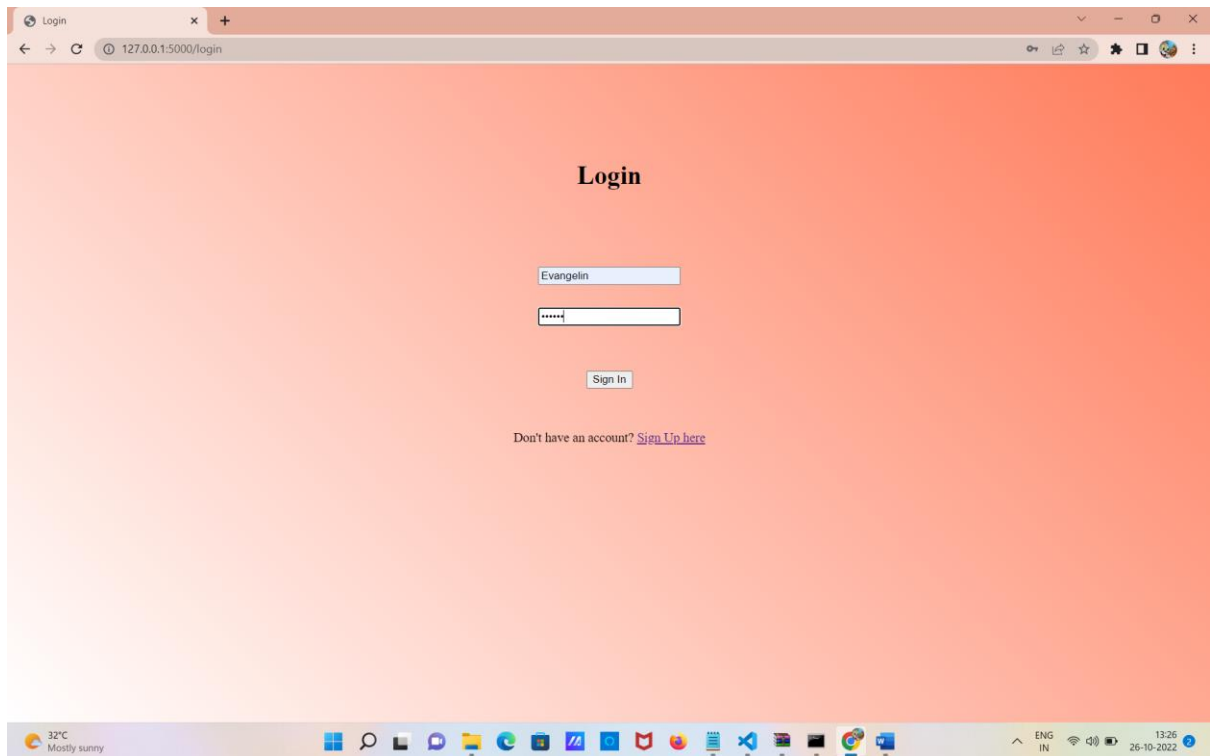 Login
127.0.0.1:5000/login
Login
Evangelin
••••••
Sign In
Don't have an account? Sign Up here
32°C
Mostly sunny
ENG
IN
13:26
26-10-2022
2